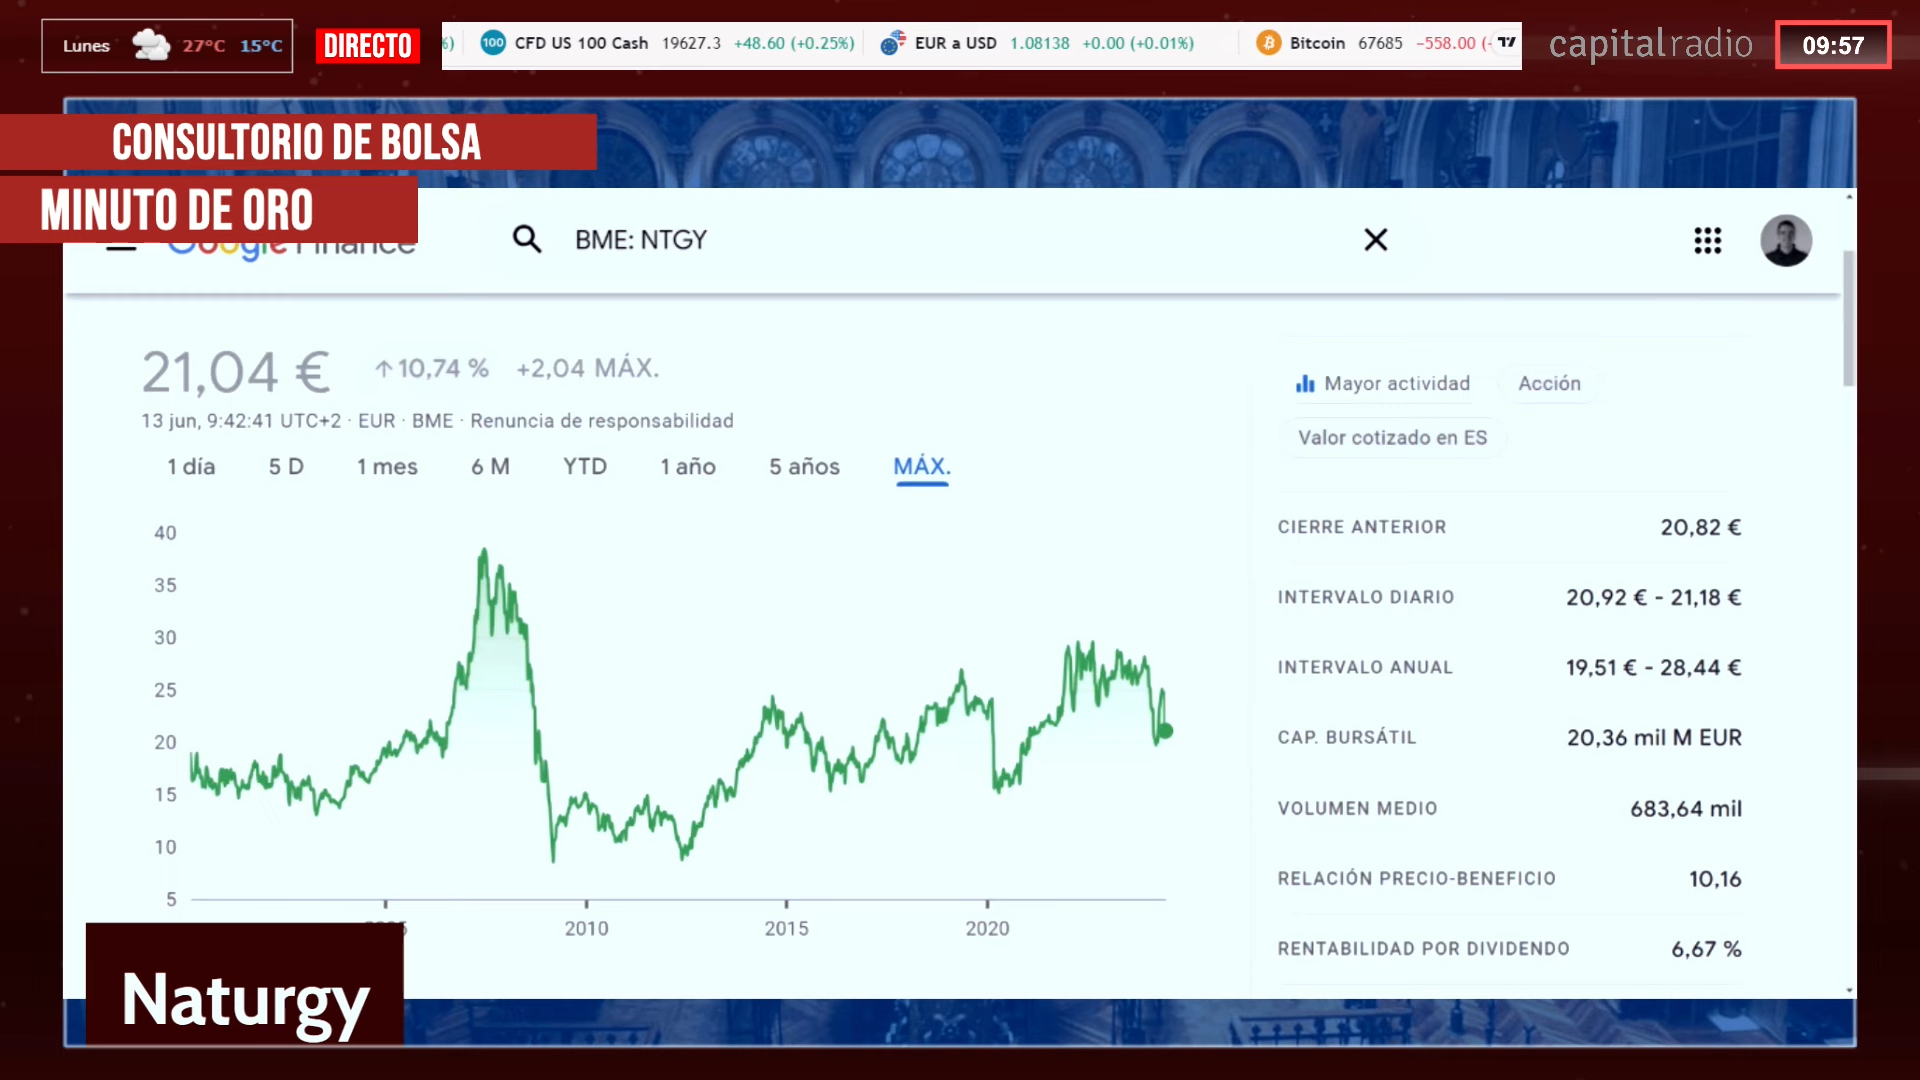 Lunes 27°C 15°C
DIRECTO
%) CFD US 100 Cash 19627.3 +48.60 (+0.25%) EUR a USD 1.08138 +0.00 (+0.01%) Bitcoin 67685 −558.00 (-
capitalradio
09:57
CONSULTORIO DE BOLSA
MINUTO DE ORO
Google Finance
BME: NTGY
21,04 € ↑ 10,74 % +2,04 MÁX.
13 jun, 9:42:41 UTC+2 · EUR · BME · Renuncia de responsabilidad
1 día 5 D 1 mes 6 M YTD 1 año 5 años MÁX.
40
35
30
25
20
15
10
5
2010 2015 2020
Mayor actividad Acción
Valor cotizado en ES
CIERRE ANTERIOR 20,82 €
INTERVALO DIARIO 20,92 € - 21,18 €
INTERVALO ANUAL 19,51 € - 28,44 €
CAP. BURSÁTIL 20,36 mil M EUR
VOLUMEN MEDIO 683,64 mil
RELACIÓN PRECIO-BENEFICIO 10,16
RENTABILIDAD POR DIVIDENDO 6,67 %
Naturgy